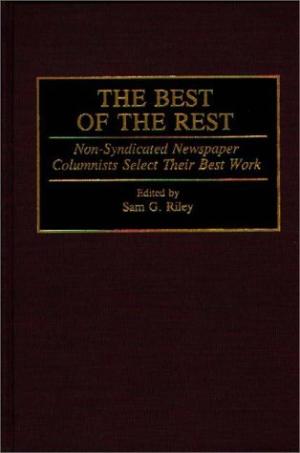 THE BEST
OF THE REST
Non-Syndicated Newspaper
Columnists Select Their Best Work
Edited by
Sam G. Riley